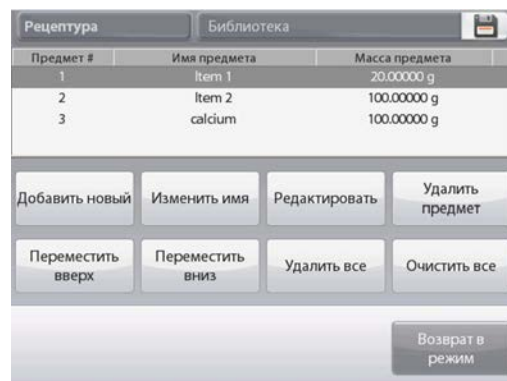 Рецептура Библиотека
Предмет # Имя предмета Масса предмета
1 Item 1 20.00000 g
2 Item 2 100.00000 g
3 calcium 100.00000 g
Добавить новый Изменить имя Редактировать Удалить
предмет
Переместить
вверх
Переместить
вниз
Удалить все Очистить все
Возврат в
режим